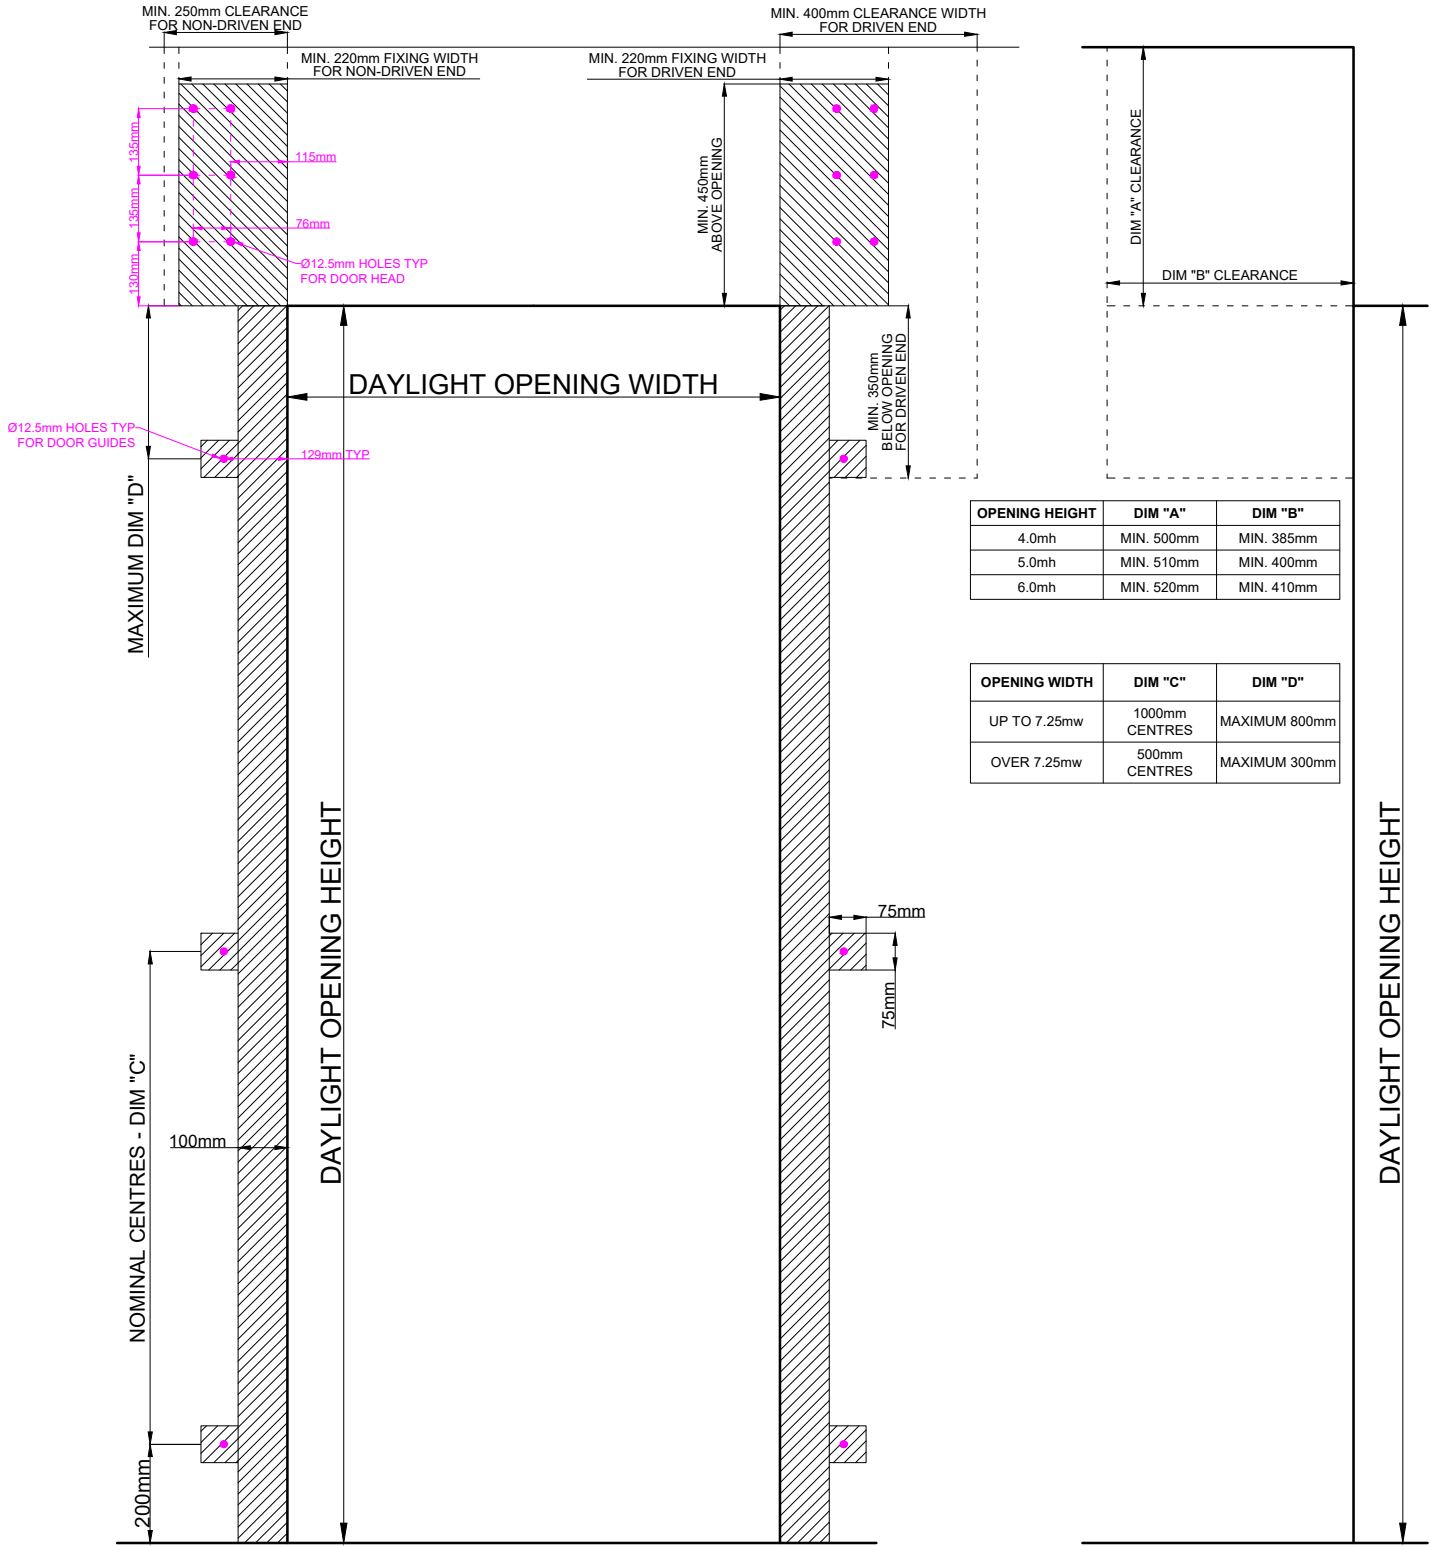 MIN. 250mm CLEARANCE
FOR NON-DRIVEN END
MIN. 400mm CLEARANCE WIDTH
FOR DRIVEN END
MIN. 220mm FIXING WIDTH
FOR NON-DRIVEN END
MIN. 220mm FIXING WIDTH
FOR DRIVEN END
135mm
135mm
130mm
115mm
76mm
Ø12.5mm HOLES TYP
FOR DOOR HEAD
MIN. 450mm
ABOVE OPENING
DIM "A" CLEARANCE
DIM "B" CLEARANCE
DAYLIGHT OPENING WIDTH
MIN. 350mm
BELOW OPENING
FOR DRIVEN END
Ø12.5mm HOLES TYP
FOR DOOR GUIDES
129mm TYP
MAXIMUM DIM "D"
OPENING HEIGHT DIM "A" DIM "B"
4.0mh MIN. 500mm MIN. 385mm
5.0mh MIN. 510mm MIN. 400mm
6.0mh MIN. 520mm MIN. 410mm
OPENING WIDTH DIM "C" DIM "D"
UP TO 7.25mw 1000mm CENTRES MAXIMUM 800mm
OVER 7.25mw 500mm CENTRES MAXIMUM 300mm
DAYLIGHT OPENING HEIGHT
DAYLIGHT OPENING HEIGHT
75mm
75mm
NOMINAL CENTRES - DIM "C"
100mm
200mm